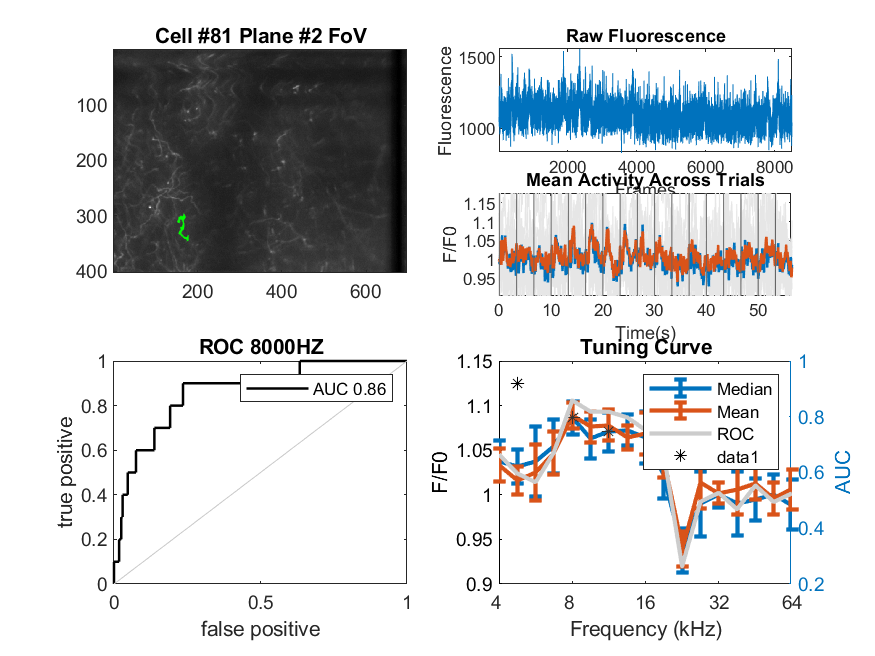 Cell #81 Plane #2 FoV
100
200
300
400
200 400 600
Raw Fluorescence
Fluorescence
1500
1000
2000 4000 6000 8000
Frames
Mean Activity Across Trials
F/F0
1.15
1.1
1.05
1
0.95
0 10 20 30 40 50
Time(s)
ROC 8000HZ
true positive
1
0.8
0.6
0.4
0.2
0
AUC 0.86
0 0.5 1
false positive
Tuning Curve
F/F0
1.15
1.1
1.05
1
0.95
0.9
Median
Mean
ROC
data1
1
0.8
0.6
0.4
0.2
AUC
4 8 16 32 64
Frequency (kHz)